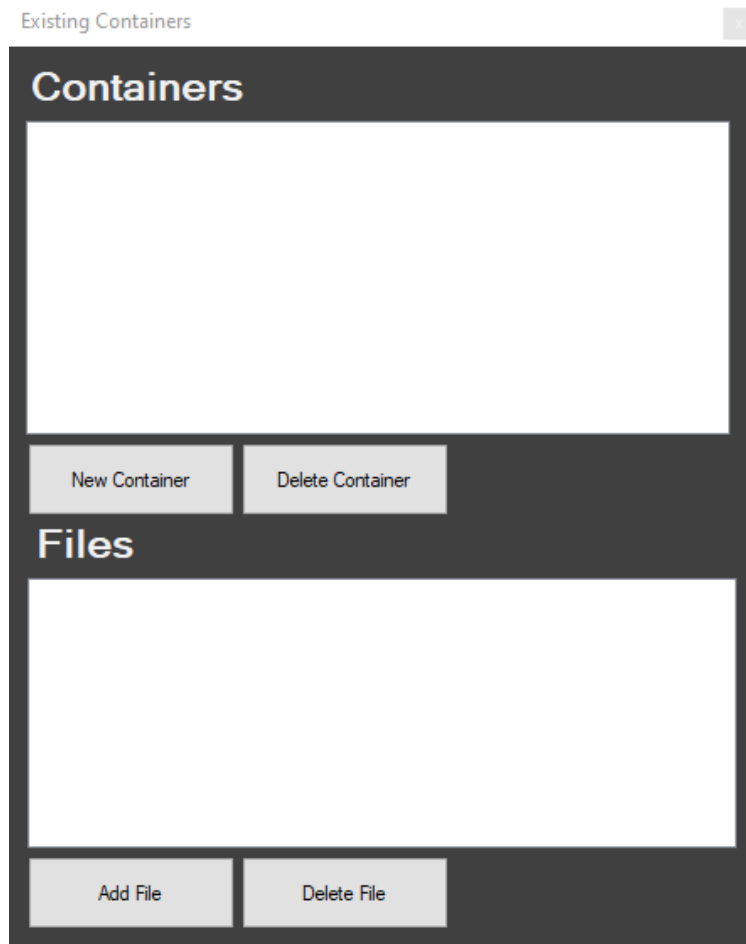 Existing Containers
x
Containers
New Container Delete Container
Files
Add File Delete File